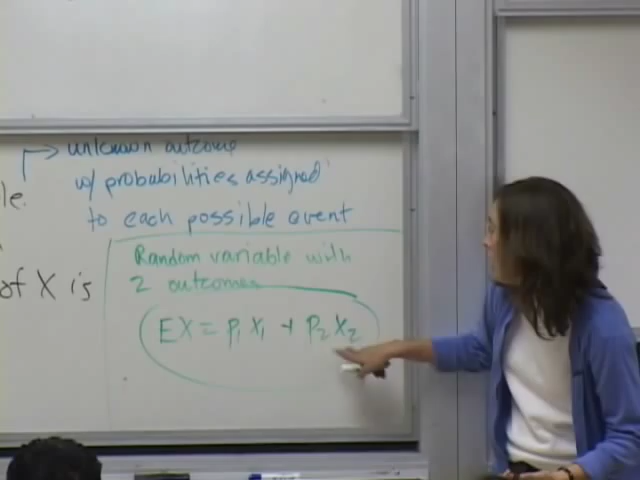 unknown outcome
le. w/ probabilities assigned
to each possible event
Random variable with
of X is 2 outcomes
EX = p₁ X₁ + P₂ X₂